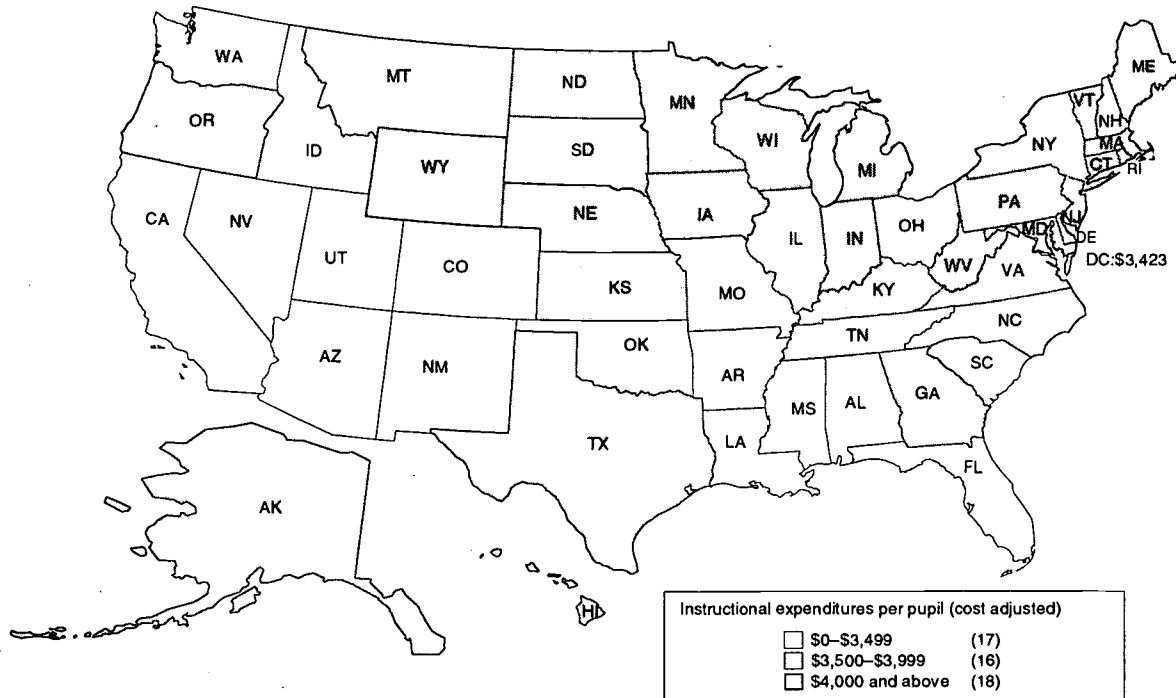 WA
MT
ND
MN
ME
VT
NH
OR
ID
SD
WI
NY
MA
CT
RI
WY
MI
CA
NV
NE
IA
PA
NJ
UT
CO
IL
IN
OH
MD
DE
DC:$3,423
WV
VA
KS
MO
KY
NC
AZ
NM
OK
TN
AR
SC
MS
AL
GA
TX
LA
FL
AK
HI
Instructional expenditures per pupil (cost adjusted)
$0–$3,499 (17)
$3,500–$3,999 (16)
$4,000 and above (18)